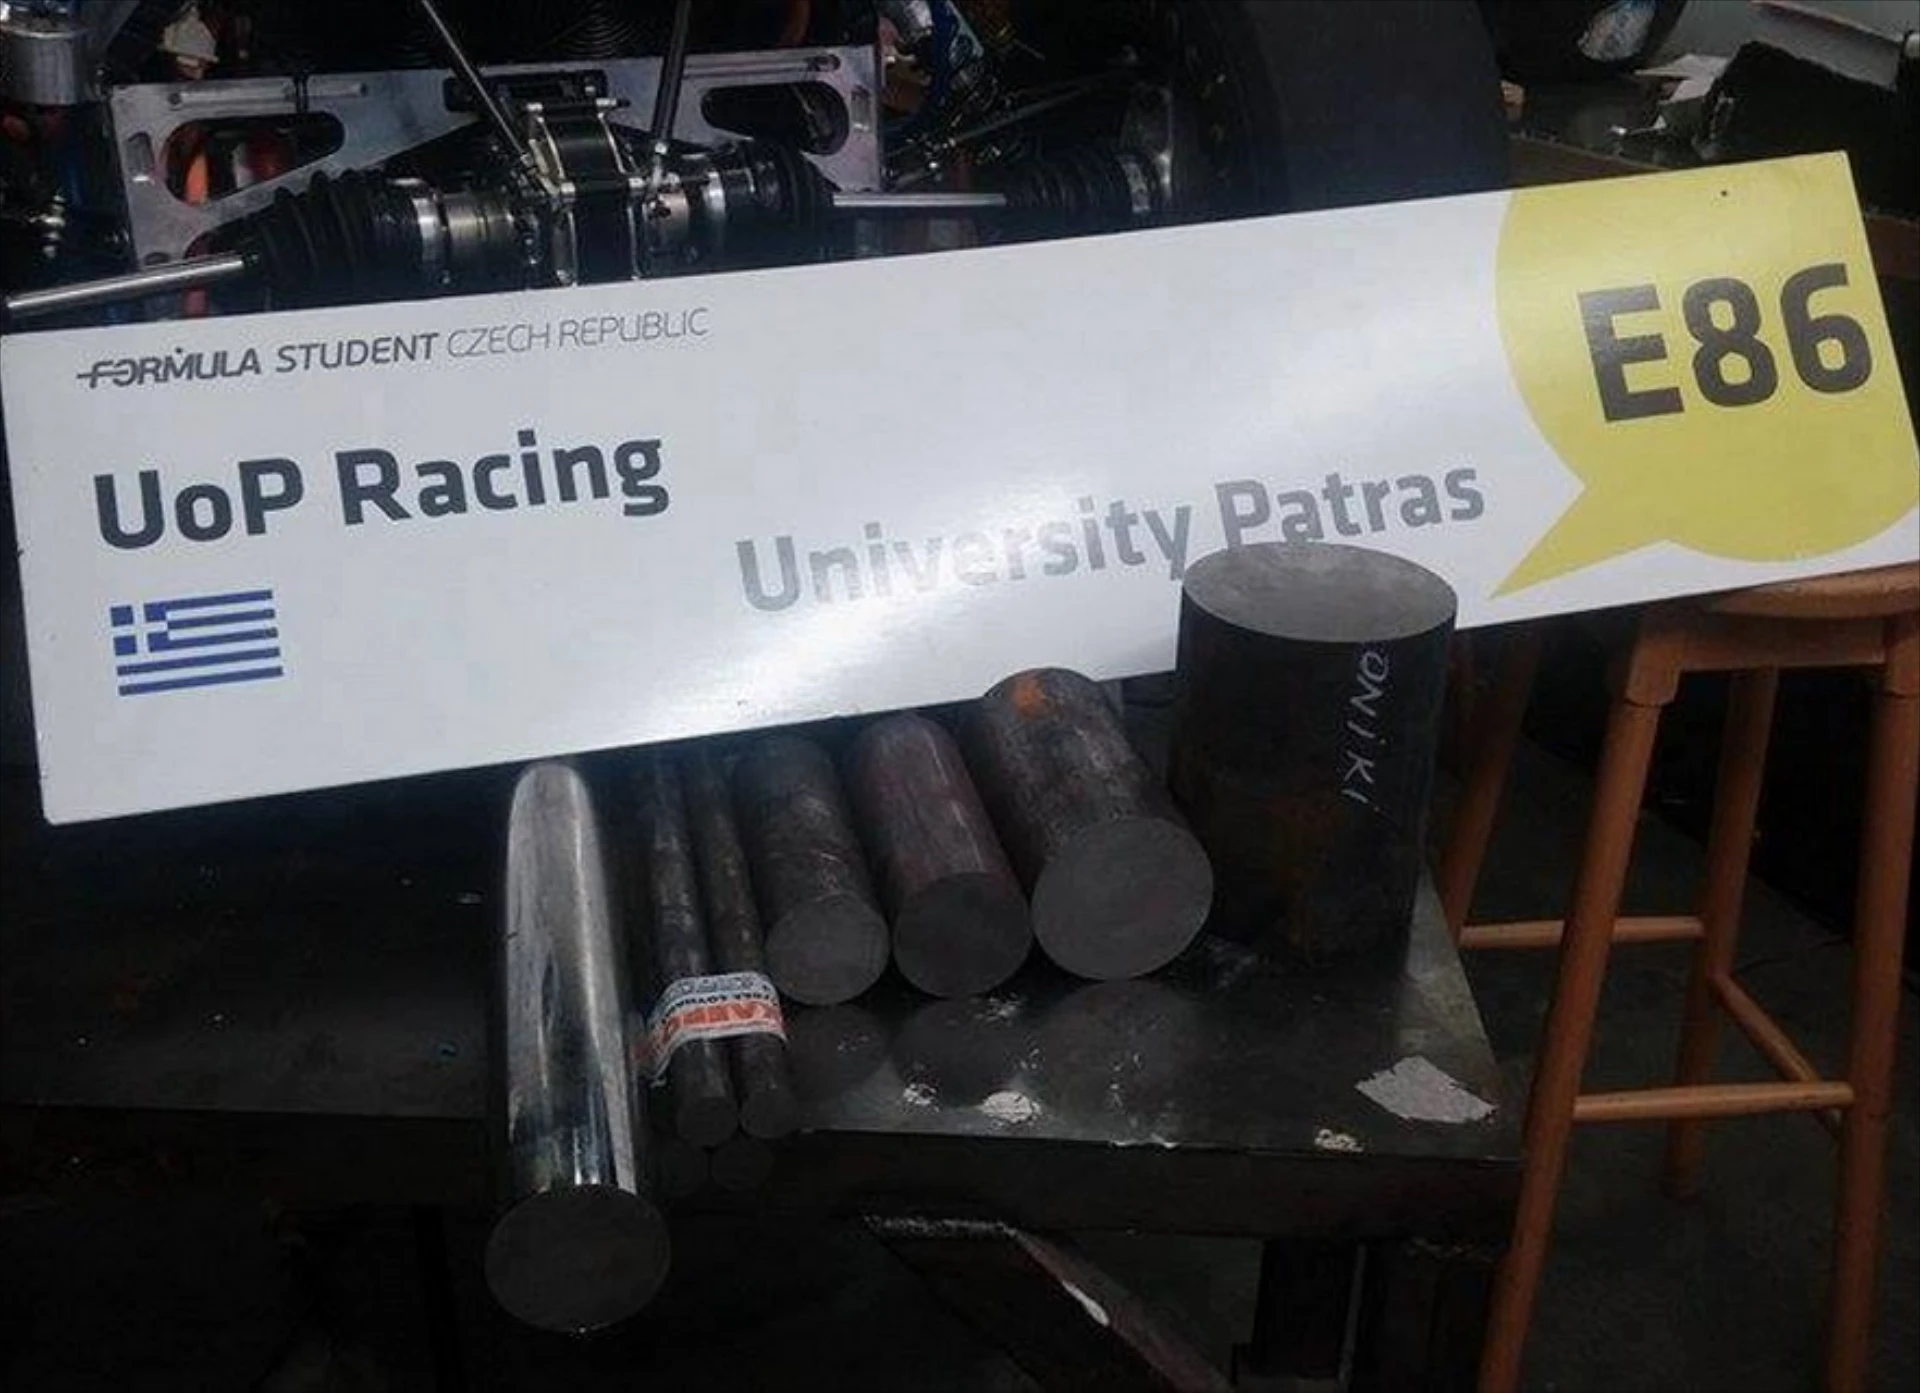 FORMULA STUDENT CZECH REPUBLIC
E86
UoP Racing
University Patras
ONIKI